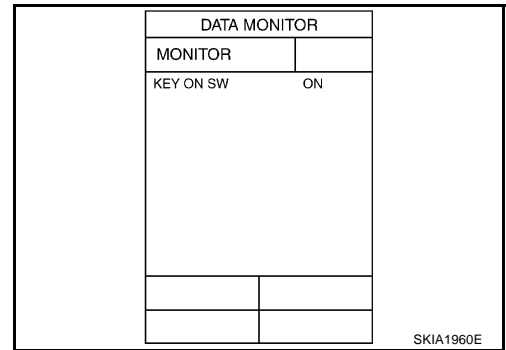 DATA MONITOR
MONITOR
KEY ON SW ON
SKIA1960E